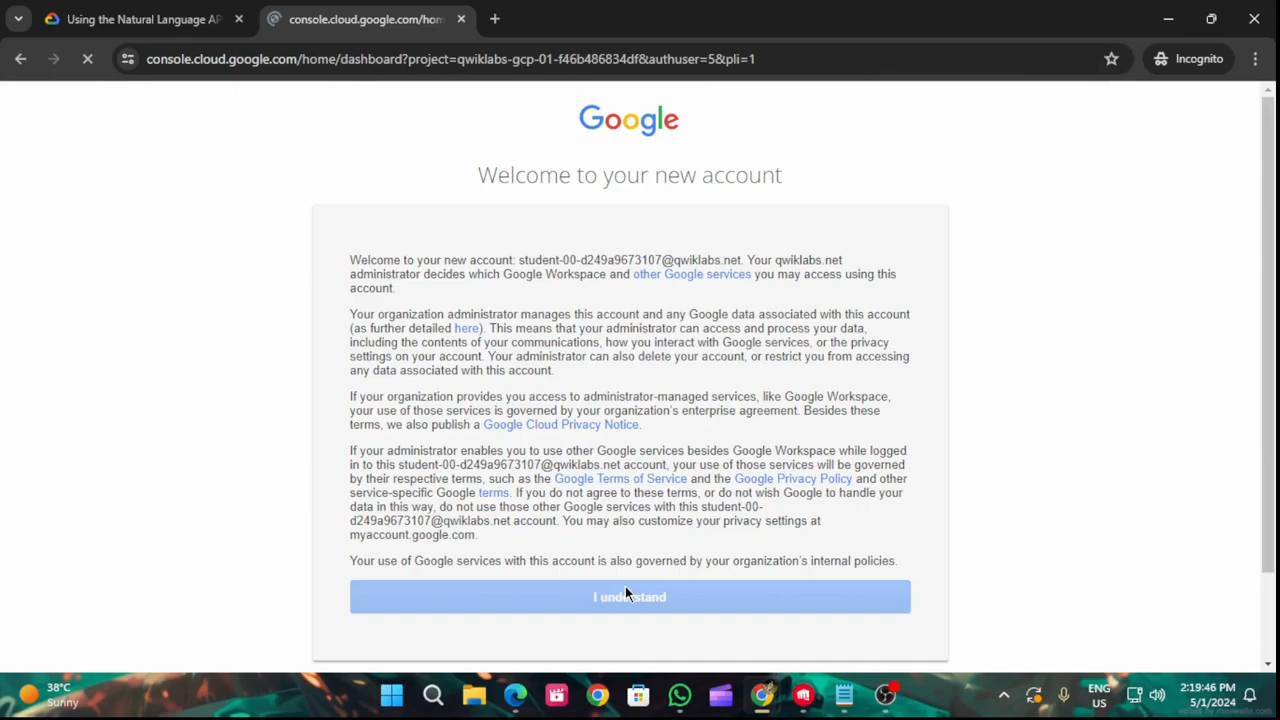 Using the Natural Language AP
console.cloud.google.com/hom
console.cloud.google.com/home/dashboard?project=qwiklabs-gcp-01-f46b486834df&authuser=5&pli=1
Incognito
Google
Welcome to your new account
Welcome to your new account: student-00-d249a9673107@qwiklabs.net. Your qwiklabs.net
administrator decides which Google Workspace and other Google services you may access using this
account.
Your organization administrator manages this account and any Google data associated with this account
(as further detailed here). This means that your administrator can access and process your data,
including the contents of your communications, how you interact with Google services, or the privacy
settings on your account. Your administrator can also delete your account, or restrict you from accessing
any data associated with this account.
If your organization provides you access to administrator-managed services, like Google Workspace,
your use of those services is governed by your organization's enterprise agreement. Besides these
terms, we also publish a Google Cloud Privacy Notice.
If your administrator enables you to use other Google services besides Google Workspace while logged
in to this student-00-d249a9673107@qwiklabs.net account, your use of those services will be governed
by their respective terms, such as the Google Terms of Service and the Google Privacy Policy and other
service-specific Google terms. If you do not agree to these terms, or do not wish Google to handle your
data in this way, do not use those other Google services with this student-00-
d249a9673107@qwiklabs.net account. You may also customize your privacy settings at
myaccount.google.com.
Your use of Google services with this account is also governed by your organization's internal policies.
I understand
38°C
Sunny
ENG
US
2:19:46 PM
5/1/2024